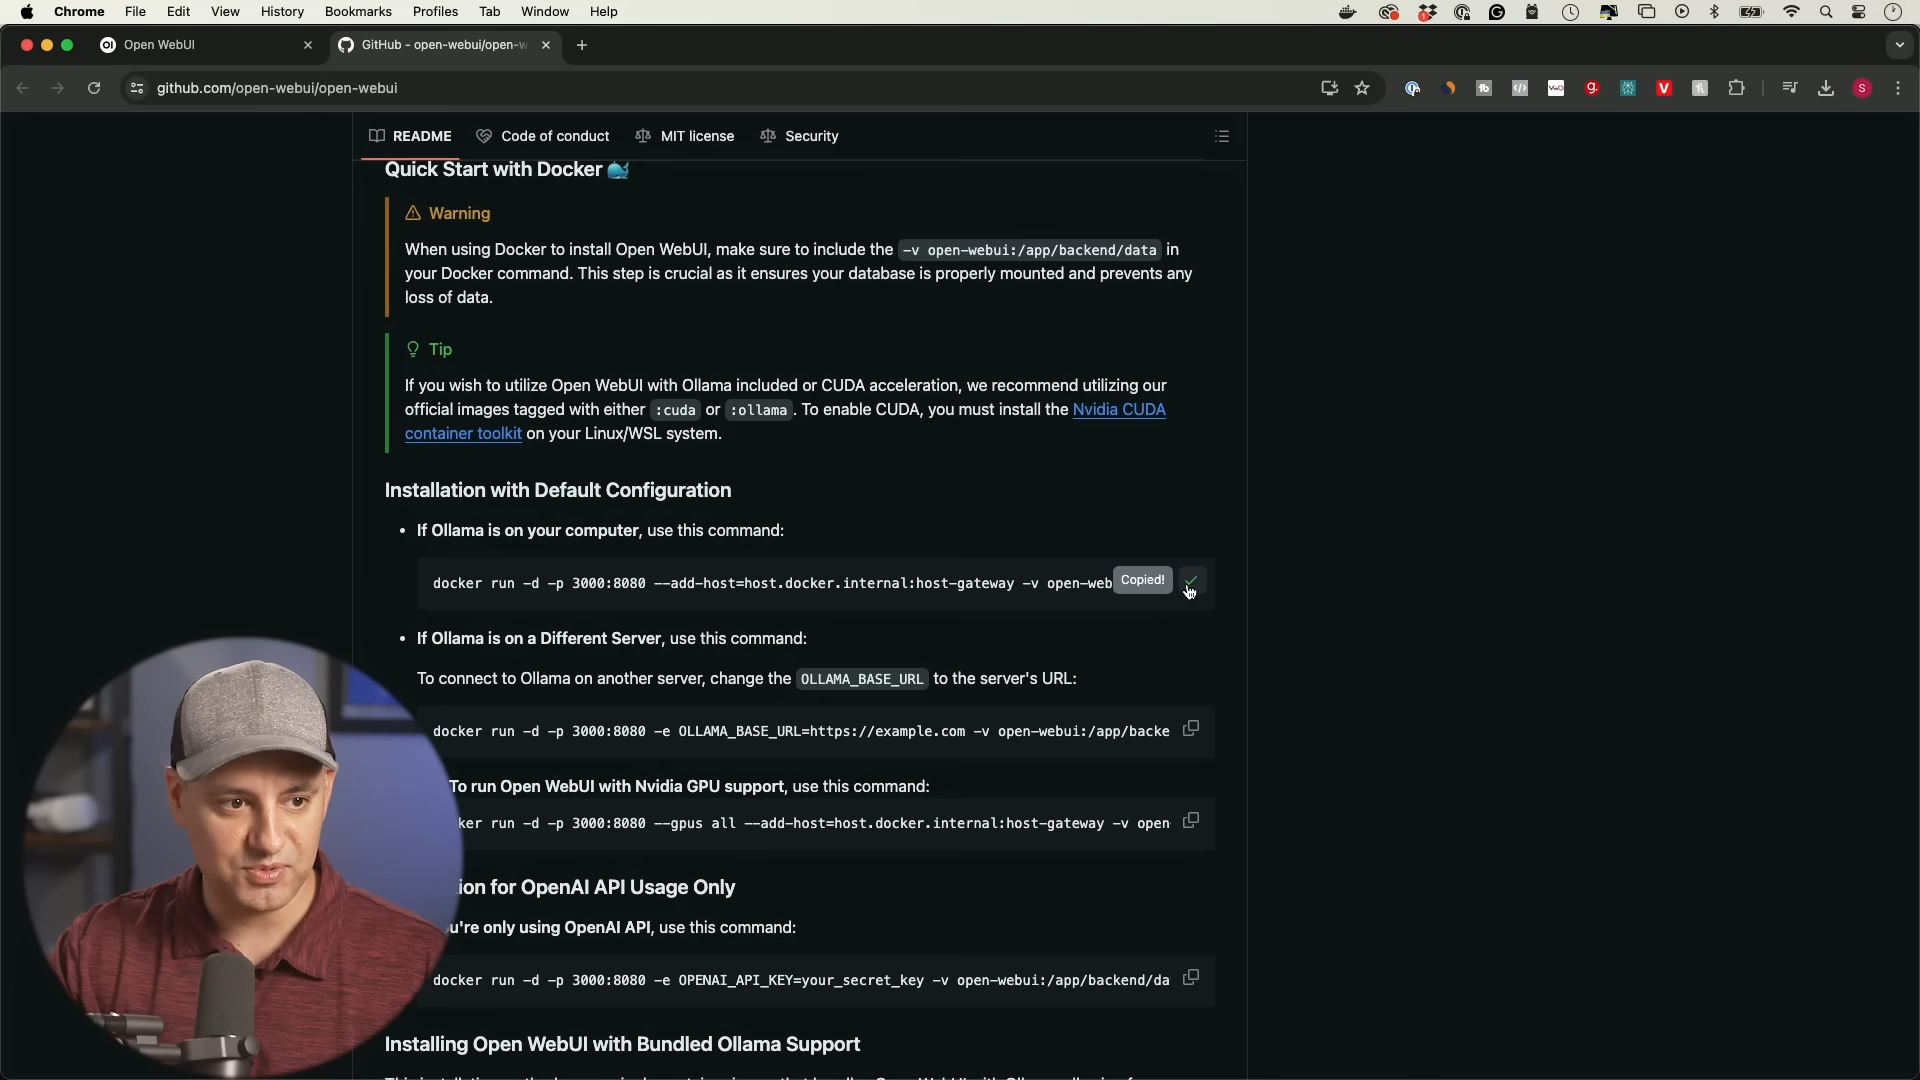 Chrome File Edit View History Bookmarks Profiles Tab Window Help
Open WebUI
GitHub - open-webui/open-w
github.com/open-webui/open-webui
README Code of conduct MIT license Security
Quick Start with Docker 🐳
Warning
When using Docker to install Open WebUI, make sure to include the -v open-webui:/app/backend/data in
your Docker command. This step is crucial as it ensures your database is properly mounted and prevents any
loss of data.
Tip
If you wish to utilize Open WebUI with Ollama included or CUDA acceleration, we recommend utilizing our
official images tagged with either :cuda or :ollama. To enable CUDA, you must install the Nvidia CUDA
container toolkit on your Linux/WSL system.
Installation with Default Configuration
• If Ollama is on your computer, use this command:
docker run -d -p 3000:8080 --add-host=host.docker.internal:host-gateway -v open-web
Copied!
• If Ollama is on a Different Server, use this command:
To connect to Ollama on another server, change the OLLAMA_BASE_URL to the server's URL:
docker run -d -p 3000:8080 -e OLLAMA_BASE_URL=https://example.com -v open-webui:/app/backe
To run Open WebUI with Nvidia GPU support, use this command:
ker run -d -p 3000:8080 --gpus all --add-host=host.docker.internal:host-gateway -v open
ion for OpenAI API Usage Only
u're only using OpenAI API, use this command:
docker run -d -p 3000:8080 -e OPENAI_API_KEY=your_secret_key -v open-webui:/app/backend/da
Installing Open WebUI with Bundled Ollama Support